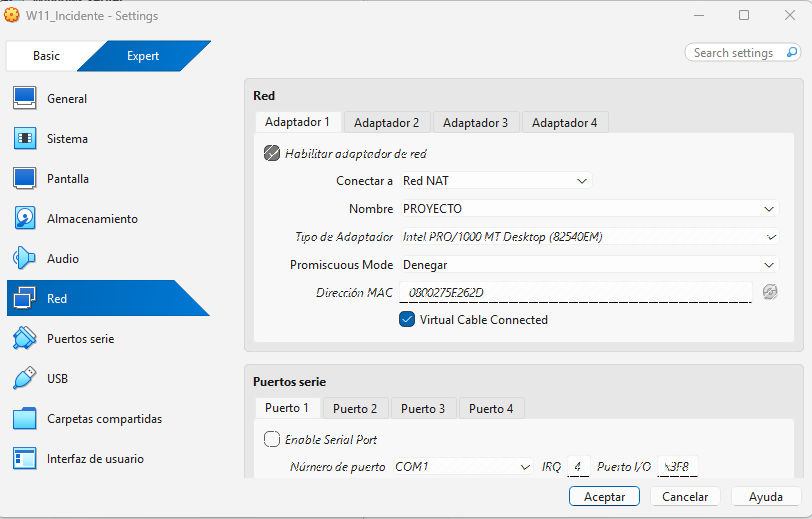 W11_Incidente - Settings
Basic Expert
Search settings
General
Sistema
Pantalla
Almacenamiento
Audio
Red
Puertos serie
USB
Carpetas compartidas
Interfaz de usuario
Red
Adaptador 1 Adaptador 2 Adaptador 3 Adaptador 4
Habilitar adaptador de red
Conectar a Red NAT
Nombre PROYECTO
Tipo de Adaptador Intel PRO/1000 MT Desktop (82540EM)
Promiscuous Mode Denegar
Dirección MAC 0800275E262D
Virtual Cable Connected
Puertos serie
Puerto 1 Puerto 2 Puerto 3 Puerto 4
Enable Serial Port
Número de puerto COM1 IRQ 4 Puerto I/O x3F8
Aceptar Cancelar Ayuda